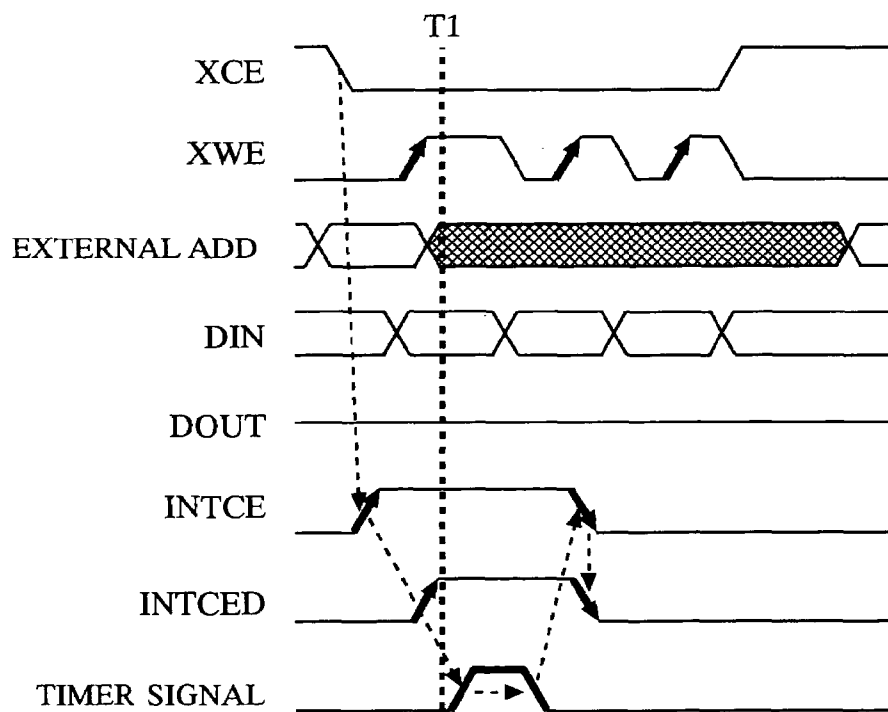 T1
XCE
XWE
EXTERNAL ADD
DIN
DOUT
INTCE
INTCED
TIMER SIGNAL